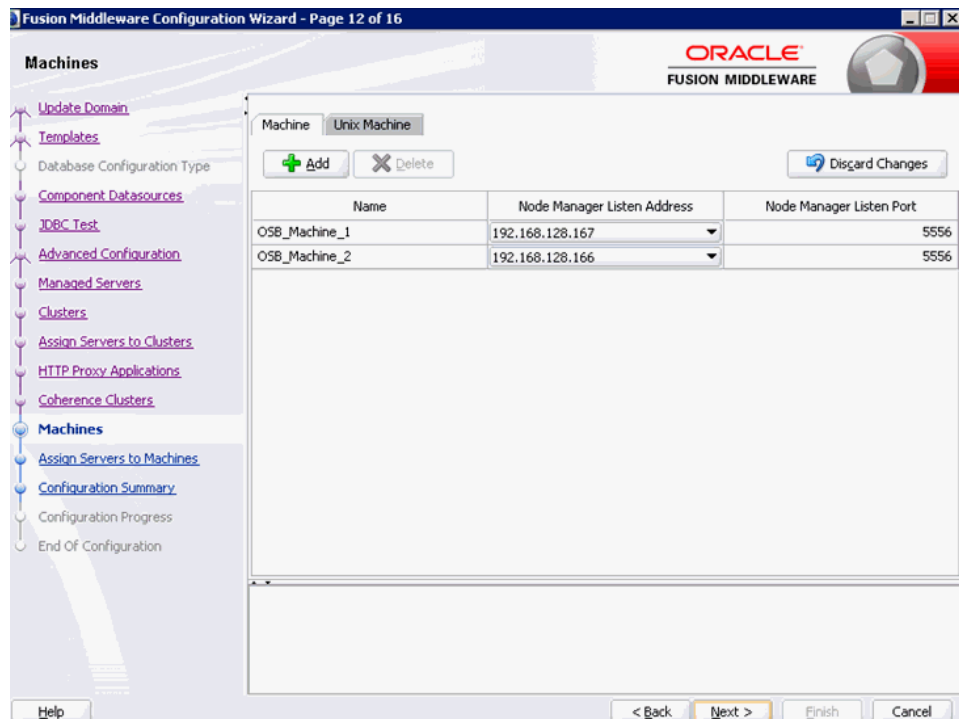 Fusion Middleware Configuration Wizard - Page 12 of 16
Machines
ORACLE
FUSION MIDDLEWARE
Update Domain
Templates
Database Configuration Type
Component Datasources
JDBC Test
Advanced Configuration
Managed Servers
Clusters
Assign Servers to Clusters
HTTP Proxy Applications
Coherence Clusters
Machines
Assign Servers to Machines
Configuration Summary
Configuration Progress
End Of Configuration
Machine Unix Machine
Add Delete Discard Changes
Name Node Manager Listen Address Node Manager Listen Port
OSB_Machine_1 192.168.128.167 5556
OSB_Machine_2 192.168.128.166 5556
Help < Back Next > Finish Cancel